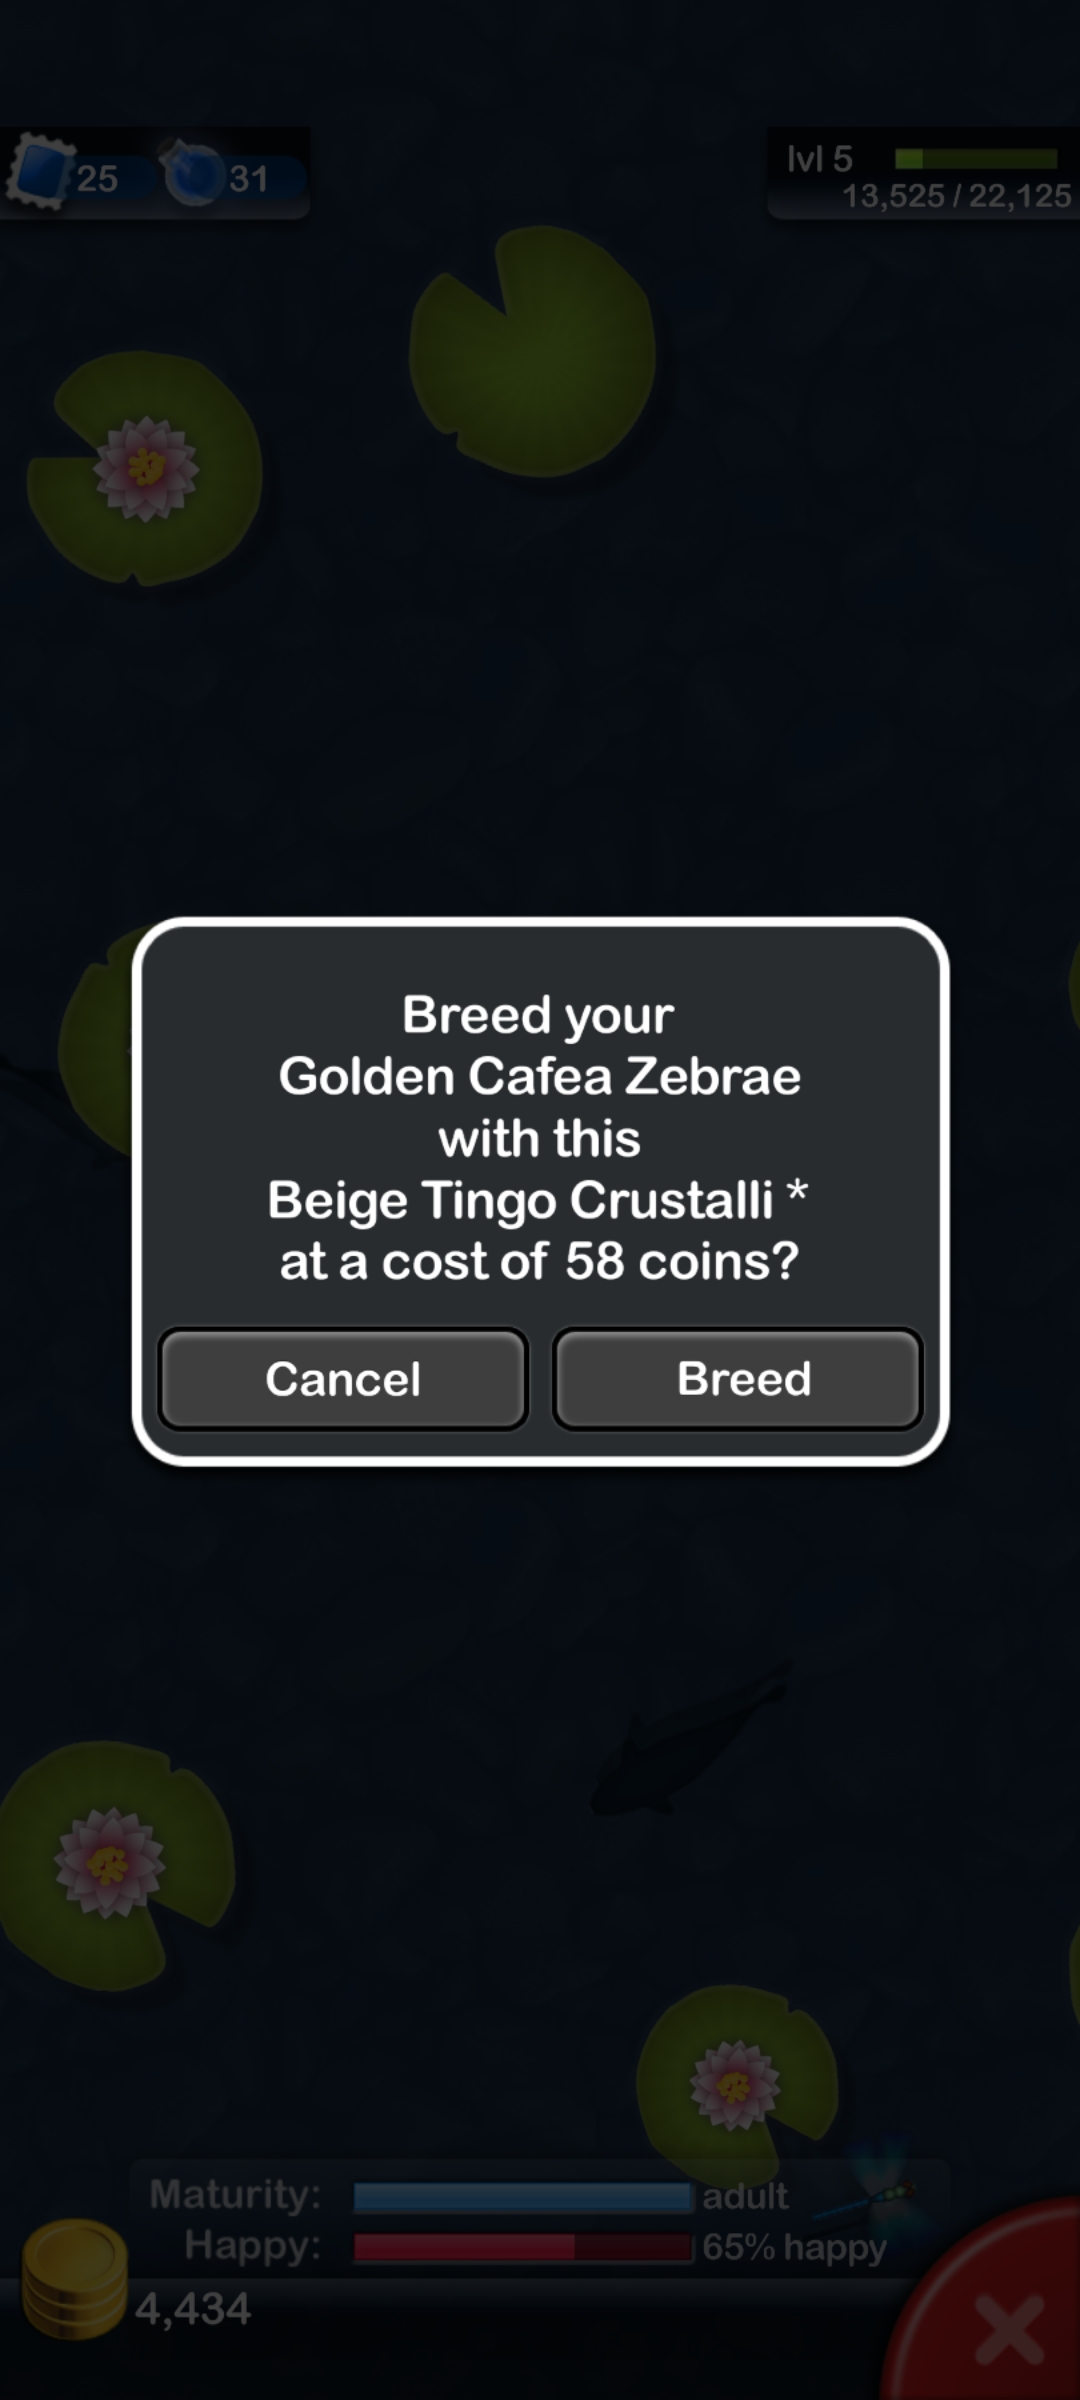 25
31
lvl 5
13,525 / 22,125
Breed your
Golden Cafea Zebrae
with this
Beige Tingo Crustalli *
at a cost of 58 coins?
Cancel
Breed
Maturity:
adult
Happy:
65% happy
4,434